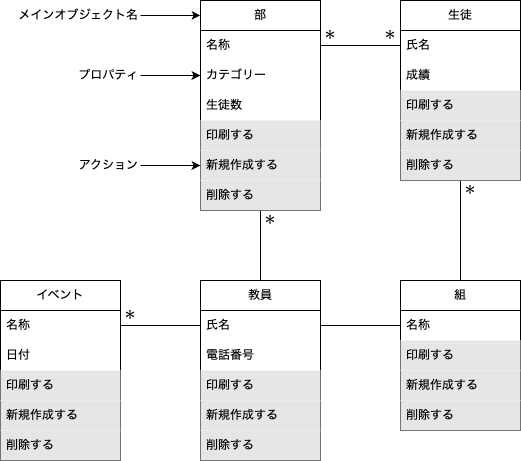 メインオブジェクト名
部
生徒
名称
*
*
氏名
プロパティ
カテゴリー
成績
生徒数
印刷する
印刷する
新規作成する
アクション
新規作成する
削除する
削除する
*
*
イベント
教員
組
名称
*
氏名
名称
日付
電話番号
印刷する
印刷する
印刷する
新規作成する
新規作成する
新規作成する
削除する
削除する
削除する